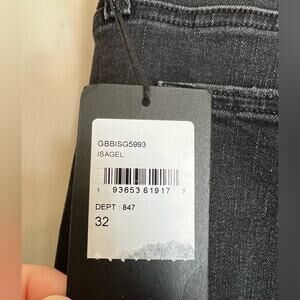 GBBISG5993
ISAGEL
1 93653 61917 7
DEPT : 847
32